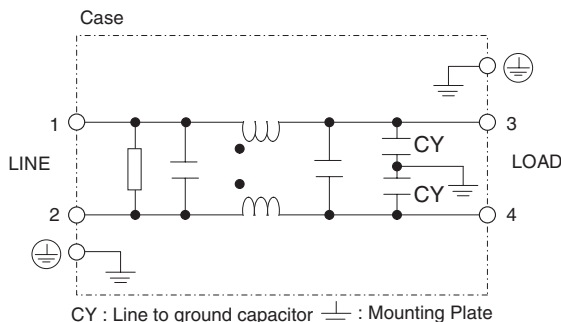 Case
1
3
CY
LINE
LOAD
CY
2
4
CY : Line to ground capacitor : Mounting Plate